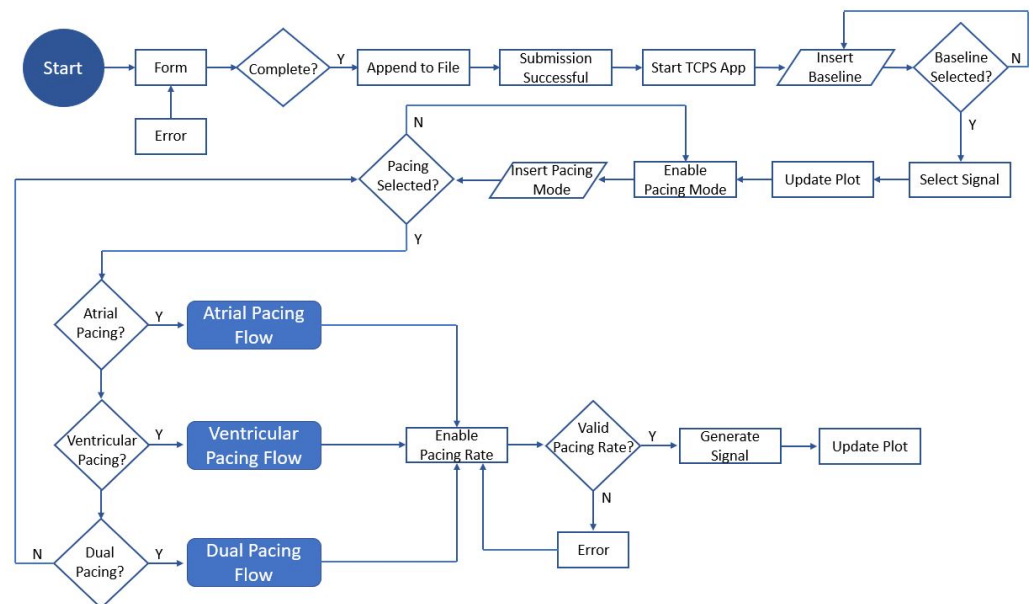 Start
Form
Complete?
Y
Append to File
Submission
Successful
Start TCPS App
Insert
Baseline
Baseline
Selected?
N
Error
Y
N
Pacing
Selected?
Insert Pacing
Mode
Enable
Pacing Mode
Update Plot
Select Signal
Y
Atrial
Pacing?
Y
Atrial Pacing
Flow
Ventricular
Pacing?
Y
Ventricular
Pacing Flow
Enable
Pacing Rate
Valid
Pacing Rate?
Y
Generate
Signal
Update Plot
N
N
Dual
Pacing?
Y
Dual Pacing
Flow
Error